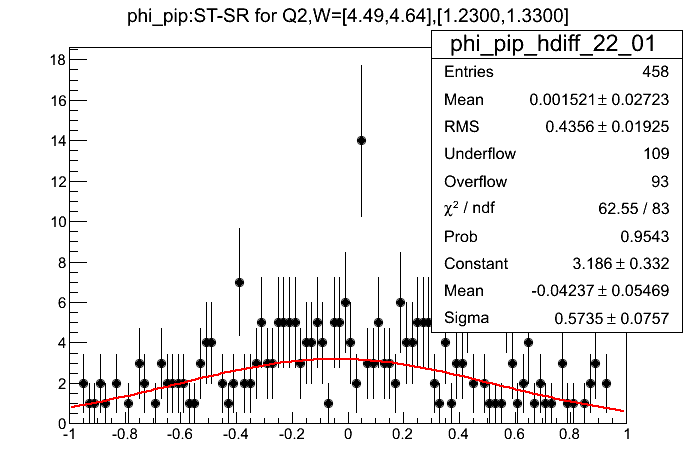 phi_pip:ST-SR for Q2,W=[4.49,4.64],[1.2300,1.3300]
phi_pip_hdiff_22_01
Entries 458
Mean 0.001521 ± 0.02723
RMS 0.4356 ± 0.01925
Underflow 109
Overflow 93
χ² / ndf 62.55 / 83
Prob 0.9543
Constant 3.186 ± 0.332
Mean -0.04237 ± 0.05469
Sigma 0.5735 ± 0.0757
18
16
14
12
10
8
6
4
2
0
-1 -0.8 -0.6 -0.4 -0.2 0 0.2 0.4 0.6 0.8 1